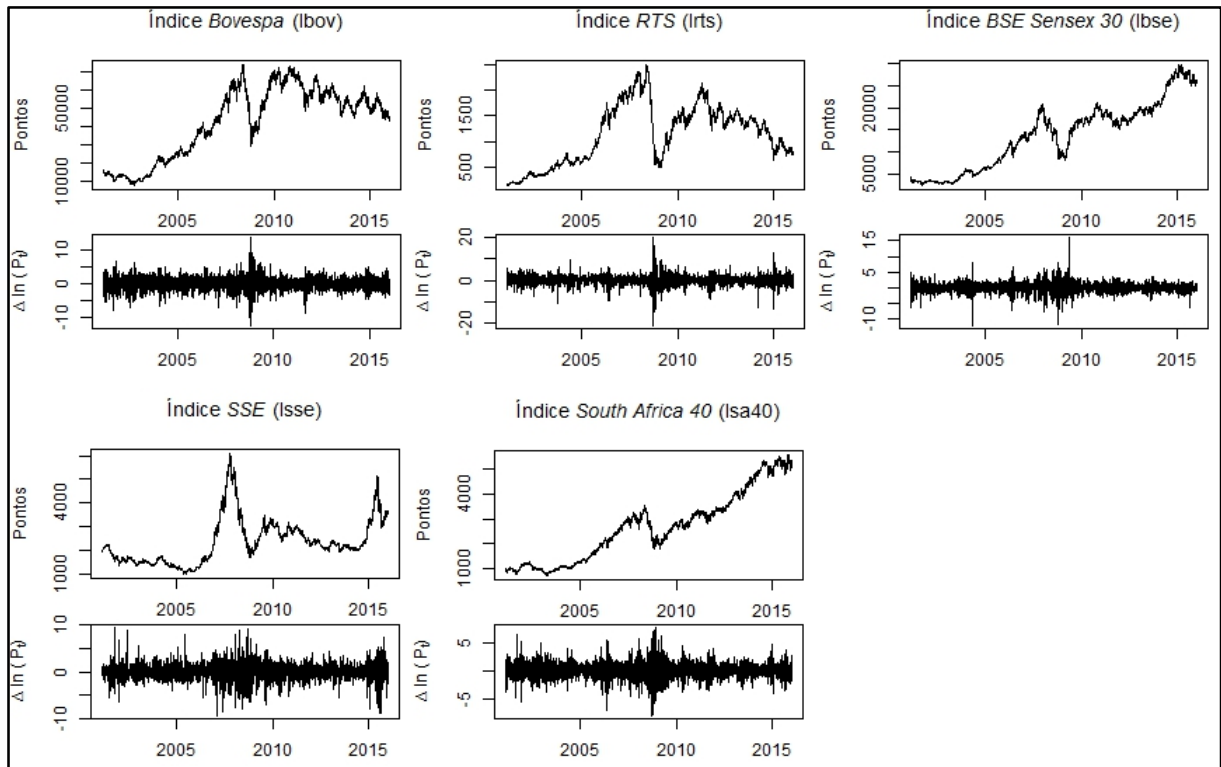 Índice Bovespa (Ibov)
Pontos
10000 50000
2005 2010 2015
Δ ln ( Pt)
-10 0 10
2005 2010 2015
Índice RTS (Irts)
Pontos
500 1500
2005 2010 2015
Δ ln ( Pt)
-20 0 20
2005 2010 2015
Índice BSE Sensex 30 (Ibse)
Pontos
5000 20000
2005 2010 2015
Δ ln ( Pt)
-10 5 15
2005 2010 2015
Índice SSE (Isse)
Pontos
1000 4000
2005 2010 2015
Δ ln ( Pt)
-10 0 10
2005 2010 2015
Índice South Africa 40 (Isa40)
Pontos
1000 4000
2005 2010 2015
Δ ln ( Pt)
-5 5
2005 2010 2015